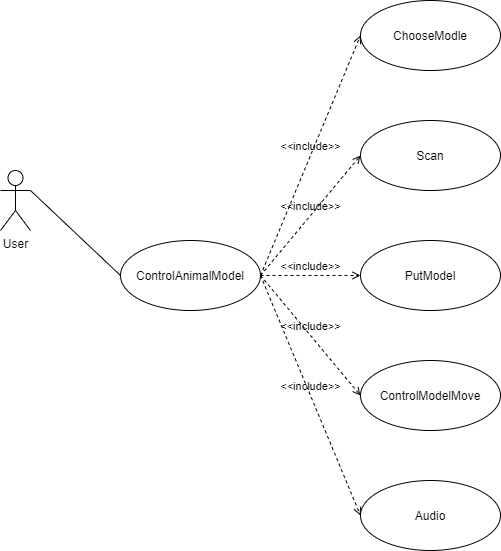 ChooseModle
<<include>>
Scan
<<include>>
User
ControlAnimalModel
<<include>>
PutModel
<<include>>
<<include>>
ControlModelMove
Audio